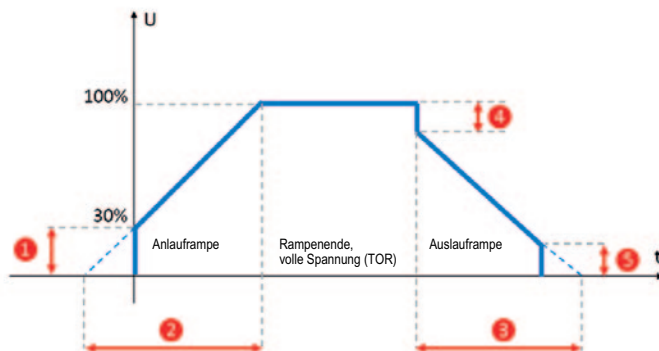 U
100%
4
30%
1
Anlauframpe
Rampenende,
volle Spannung (TOR)
Auslauframpe
5
t
2
3